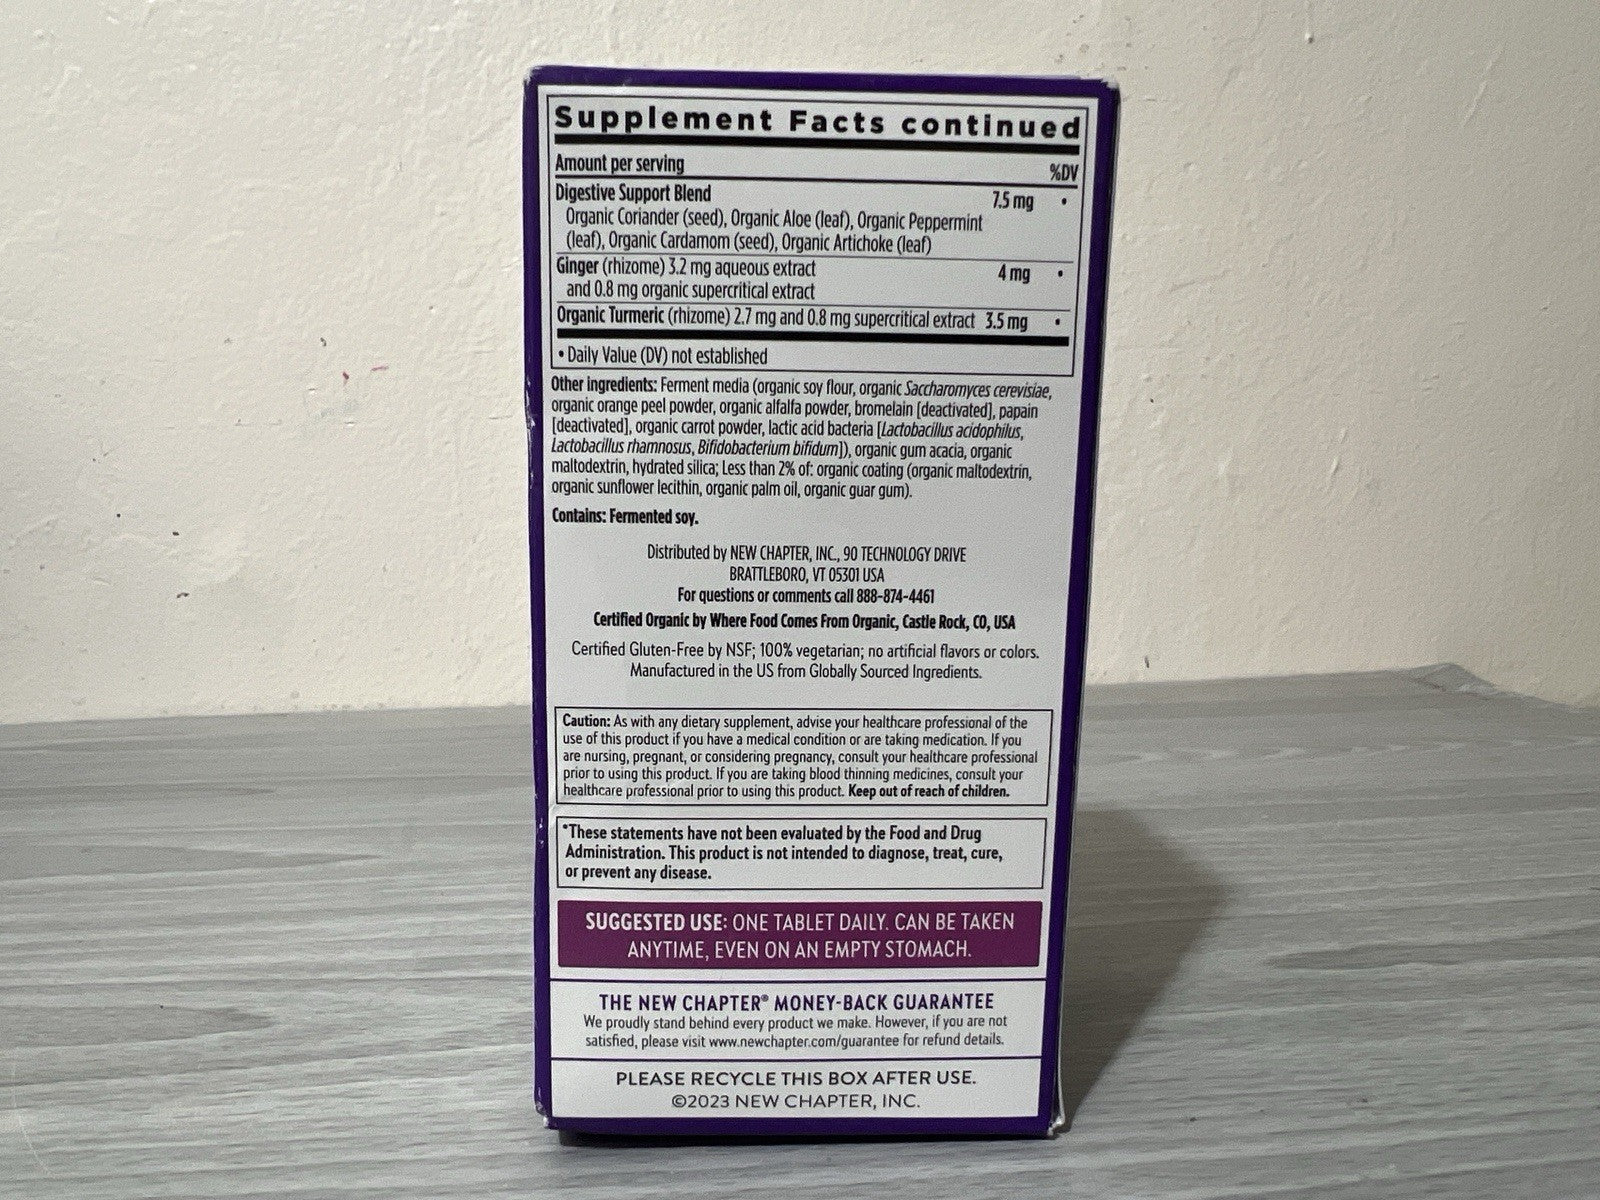 Supplement Facts continued
Amount per serving %DV
Digestive Support Blend 7.5 mg •
Organic Coriander (seed), Organic Aloe (leaf), Organic Peppermint
(leaf), Organic Cardamom (seed), Organic Artichoke (leaf)
Ginger (rhizome) 3.2 mg aqueous extract 4 mg •
and 0.8 mg organic supercritical extract
Organic Turmeric (rhizome) 2.7 mg and 0.8 mg supercritical extract 3.5 mg •
• Daily Value (DV) not established
Other ingredients: Ferment media (organic soy flour, organic Saccharomyces cerevisiae,
organic orange peel powder, organic alfalfa powder, bromelain [deactivated], papain
[deactivated], organic carrot powder, lactic acid bacteria [Lactobacillus acidophilus,
Lactobacillus rhamnosus, Bifidobacterium bifidum]), organic gum acacia, organic
maltodextrin, hydrated silica; Less than 2% of: organic coating (organic maltodextrin,
organic sunflower lecithin, organic palm oil, organic guar gum).
Contains: Fermented soy.
Distributed by NEW CHAPTER, INC., 90 TECHNOLOGY DRIVE
BRATTLEBORO, VT 05301 USA
For questions or comments call 888-874-4461
Certified Organic by Where Food Comes From Organic, Castle Rock, CO, USA
Certified Gluten-Free by NSF; 100% vegetarian; no artificial flavors or colors.
Manufactured in the US from Globally Sourced Ingredients.
Caution: As with any dietary supplement, advise your healthcare professional of the
use of this product if you have a medical condition or are taking medication. If you
are nursing, pregnant, or considering pregnancy, consult your healthcare professional
prior to using this product. If you are taking blood thinning medicines, consult your
healthcare professional prior to using this product. Keep out of reach of children.
*These statements have not been evaluated by the Food and Drug
Administration. This product is not intended to diagnose, treat, cure,
or prevent any disease.
SUGGESTED USE: ONE TABLET DAILY. CAN BE TAKEN
ANYTIME, EVEN ON AN EMPTY STOMACH.
THE NEW CHAPTER® MONEY-BACK GUARANTEE
We proudly stand behind every product we make. However, if you are not
satisfied, please visit www.newchapter.com/guarantee for refund details.
PLEASE RECYCLE THIS BOX AFTER USE.
©2023 NEW CHAPTER, INC.